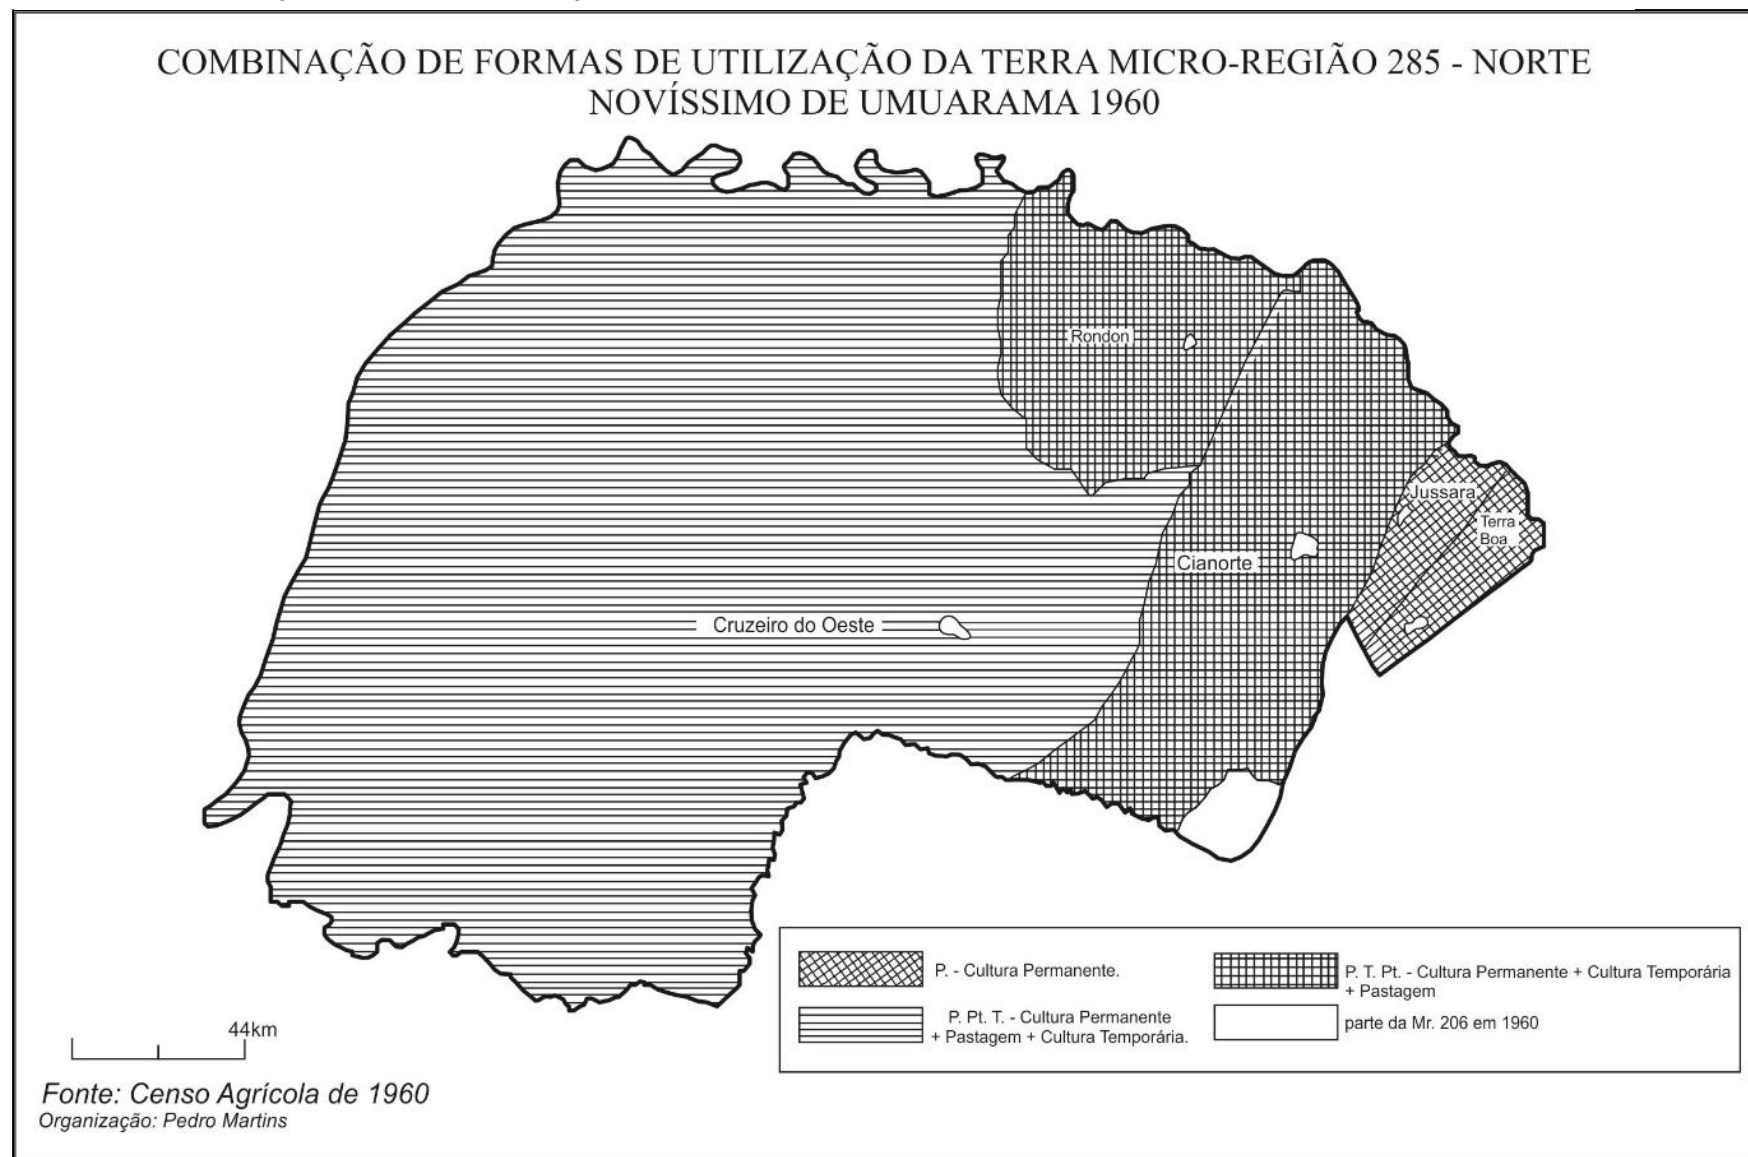 COMBINAÇÃO DE FORMAS DE UTILIZAÇÃO DA TERRA MICRO-REGIÃO 285 - NORTE
NOVÍSSIMO DE UMUARAMA 1960
Rondon
Jussara
Terra
Boa
Cianorte
Cruzeiro do Oeste
P. - Cultura Permanente.
P. Pt. T. - Cultura Permanente
+ Pastagem + Cultura Temporária.
P. T. Pt. - Cultura Permanente + Cultura Temporária
+ Pastagem
parte da Mr. 206 em 1960
44km
Fonte: Censo Agrícola de 1960
Organização: Pedro Martins